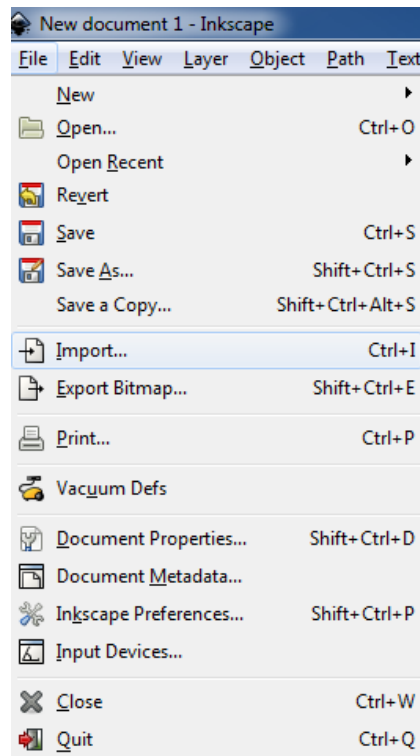 New document 1 - Inkscape
File Edit View Layer Object Path Text
New
Open... Ctrl+O
Open Recent
Revert
Save Ctrl+S
Save As... Shift+Ctrl+S
Save a Copy... Shift+Ctrl+Alt+S
Import... Ctrl+I
Export Bitmap... Shift+Ctrl+E
Print... Ctrl+P
Vacuum Defs
Document Properties... Shift+Ctrl+D
Document Metadata...
Inkscape Preferences... Shift+Ctrl+P
Input Devices...
Close Ctrl+W
Quit Ctrl+Q